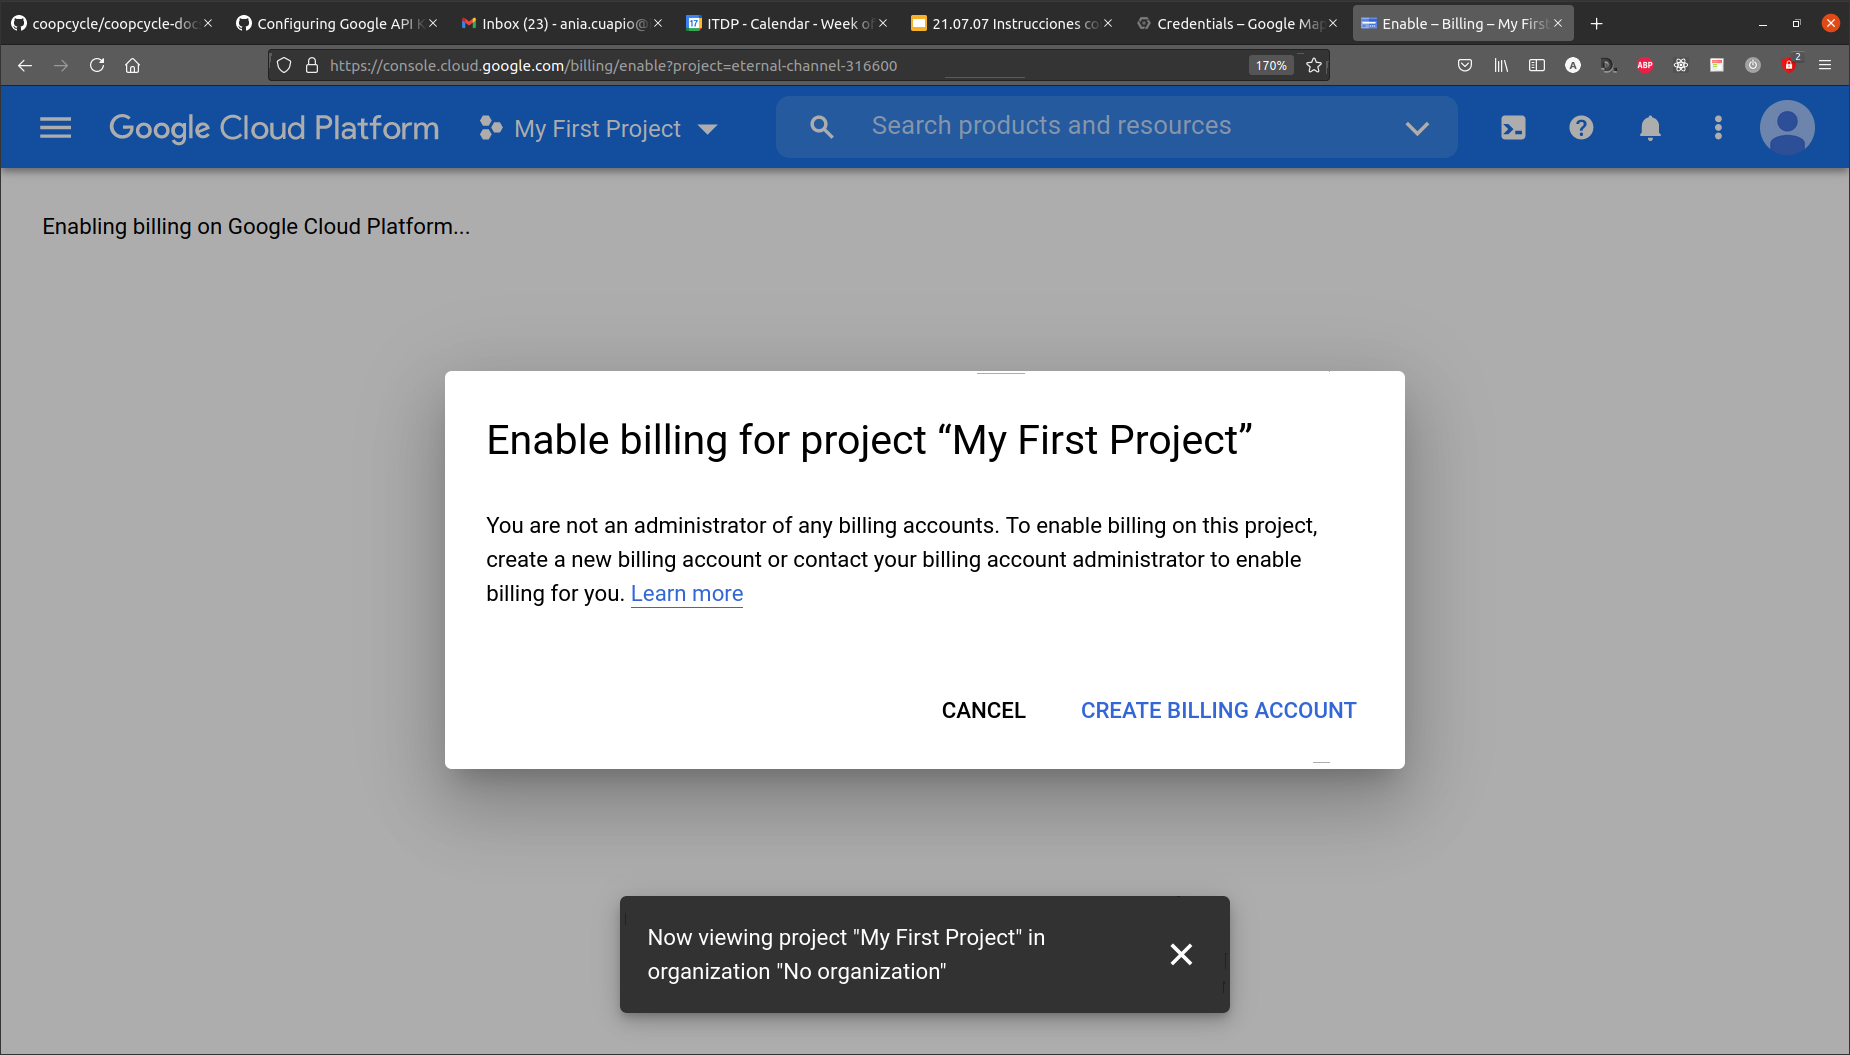 coopcycle/coopcycle-doc
Configuring Google API K
Inbox (23) - ania.cuapio@
ITDP - Calendar - Week of
21.07.07 Instrucciones co
Credentials – Google Map
Enable – Billing – My First
https://console.cloud.google.com/billing/enable?project=eternal-channel-316600
170%
A
ABP
2
Google Cloud Platform
My First Project
Search products and resources
Enabling billing on Google Cloud Platform...
Enable billing for project “My First Project”
You are not an administrator of any billing accounts. To enable billing on this project,
create a new billing account or contact your billing account administrator to enable
billing for you. Learn more
CANCEL
CREATE BILLING ACCOUNT
Now viewing project "My First Project" in
organization "No organization"